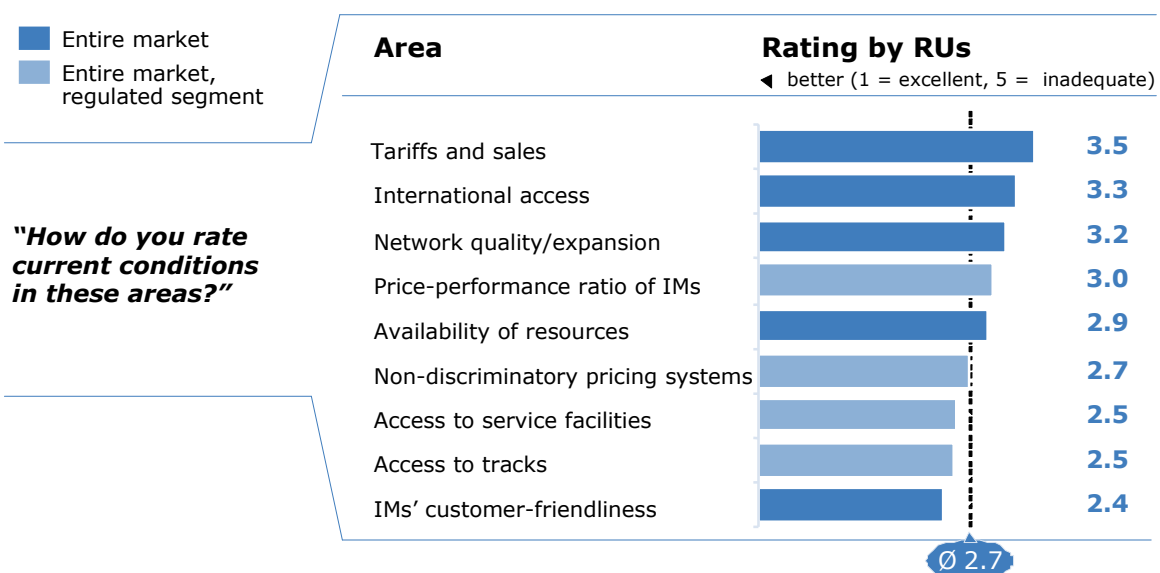 Entire market
Entire market,
regulated segment
“How do you rate
current conditions
in these areas?”
Area
Rating by RUs
◄ better (1 = excellent, 5 = inadequate)
Tariffs and sales 3.5
International access 3.3
Network quality/expansion 3.2
Price-performance ratio of IMs 3.0
Availability of resources 2.9
Non-discriminatory pricing systems 2.7
Access to service facilities 2.5
Access to tracks 2.5
IMs’ customer-friendliness 2.4
Ø 2.7